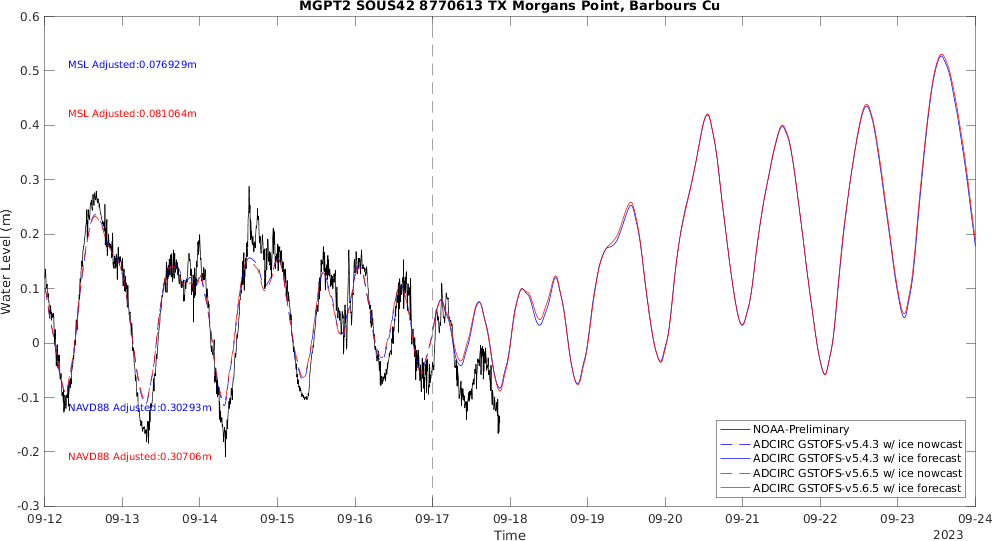 MGPT2 SOUS42 8770613 TX Morgans Point, Barbours Cu
0.6
0.5
0.4
0.3
0.2
0.1
0
-0.1
-0.2
-0.3
Water Level (m)
MSL Adjusted:0.076929m
MSL Adjusted:0.081064m
NAVD88 Adjusted:0.30293m
NAVD88 Adjusted:0.30706m
NOAA-Preliminary
ADCIRC GSTOFS-v5.4.3 w/ ice nowcast
ADCIRC GSTOFS-v5.4.3 w/ ice forecast
ADCIRC GSTOFS-v5.6.5 w/ ice nowcast
ADCIRC GSTOFS-v5.6.5 w/ ice forecast
09-12 09-13 09-14 09-15 09-16 09-17 09-18 09-19 09-20 09-21 09-22 09-23 09-24
Time
2023